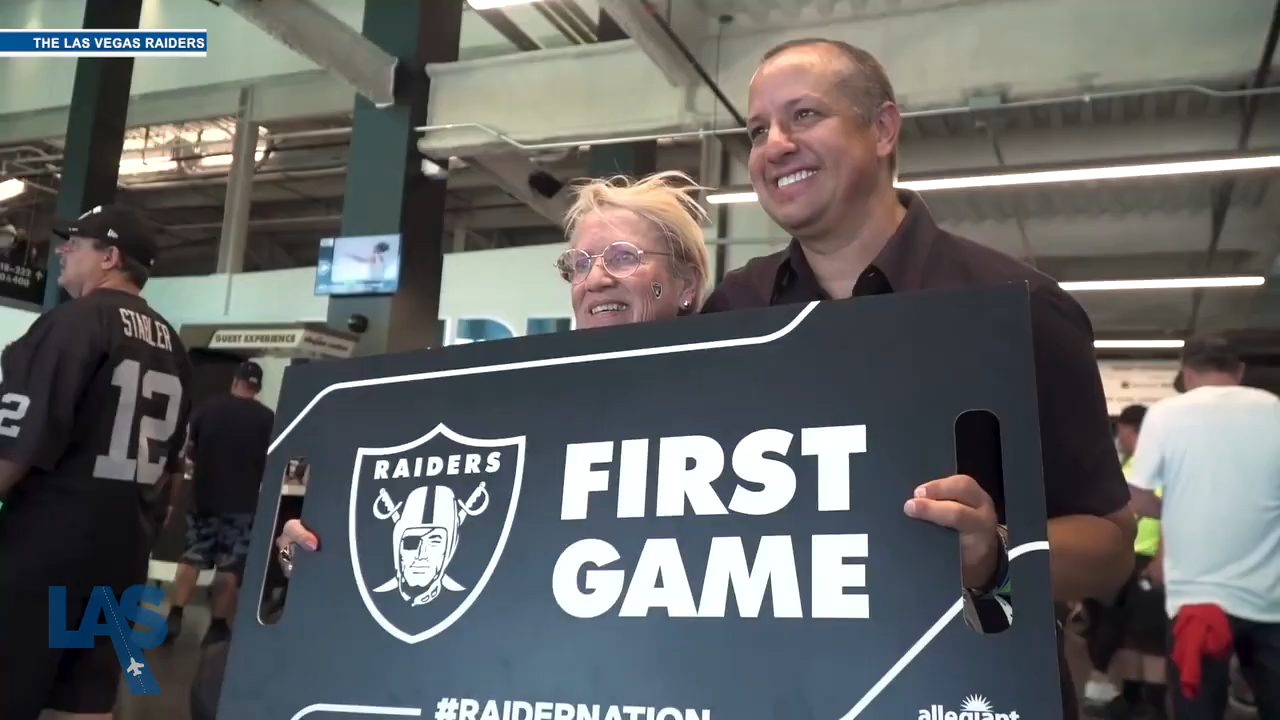 THE LAS VEGAS RAIDERS
STABLER
12
2
GUEST EXPERIENCE
RAIDERS
FIRST
GAME
LAS
#RAIDERNATION
allegiant